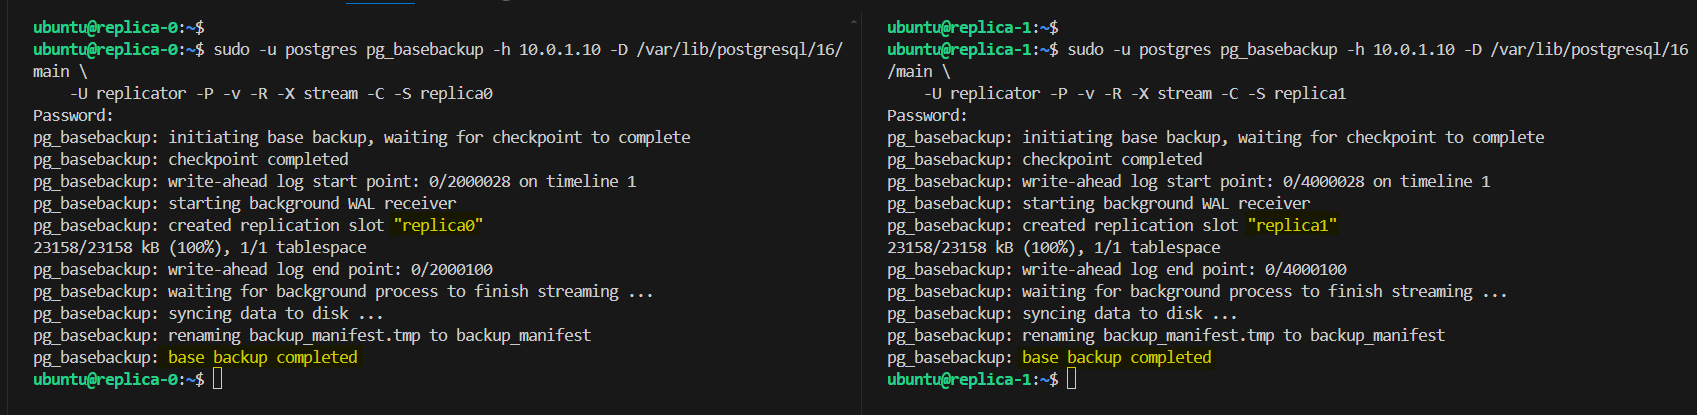 ubuntu@replica-0:~$
ubuntu@replica-0:~$ sudo -u postgres pg_basebackup -h 10.0.1.10 -D /var/lib/postgresql/16/
main \
    -U replicator -P -v -R -X stream -C -S replica0
Password:
pg_basebackup: initiating base backup, waiting for checkpoint to complete
pg_basebackup: checkpoint completed
pg_basebackup: write-ahead log start point: 0/2000028 on timeline 1
pg_basebackup: starting background WAL receiver
pg_basebackup: created replication slot "replica0"
23158/23158 kB (100%), 1/1 tablespace
pg_basebackup: write-ahead log end point: 0/2000100
pg_basebackup: waiting for background process to finish streaming ...
pg_basebackup: syncing data to disk ...
pg_basebackup: renaming backup_manifest.tmp to backup_manifest
pg_basebackup: base backup completed
ubuntu@replica-0:~$
ubuntu@replica-1:~$
ubuntu@replica-1:~$ sudo -u postgres pg_basebackup -h 10.0.1.10 -D /var/lib/postgresql/16
/main \
    -U replicator -P -v -R -X stream -C -S replica1
Password:
pg_basebackup: initiating base backup, waiting for checkpoint to complete
pg_basebackup: checkpoint completed
pg_basebackup: write-ahead log start point: 0/4000028 on timeline 1
pg_basebackup: starting background WAL receiver
pg_basebackup: created replication slot "replica1"
23158/23158 kB (100%), 1/1 tablespace
pg_basebackup: write-ahead log end point: 0/4000100
pg_basebackup: waiting for background process to finish streaming ...
pg_basebackup: syncing data to disk ...
pg_basebackup: renaming backup_manifest.tmp to backup_manifest
pg_basebackup: base backup completed
ubuntu@replica-1:~$